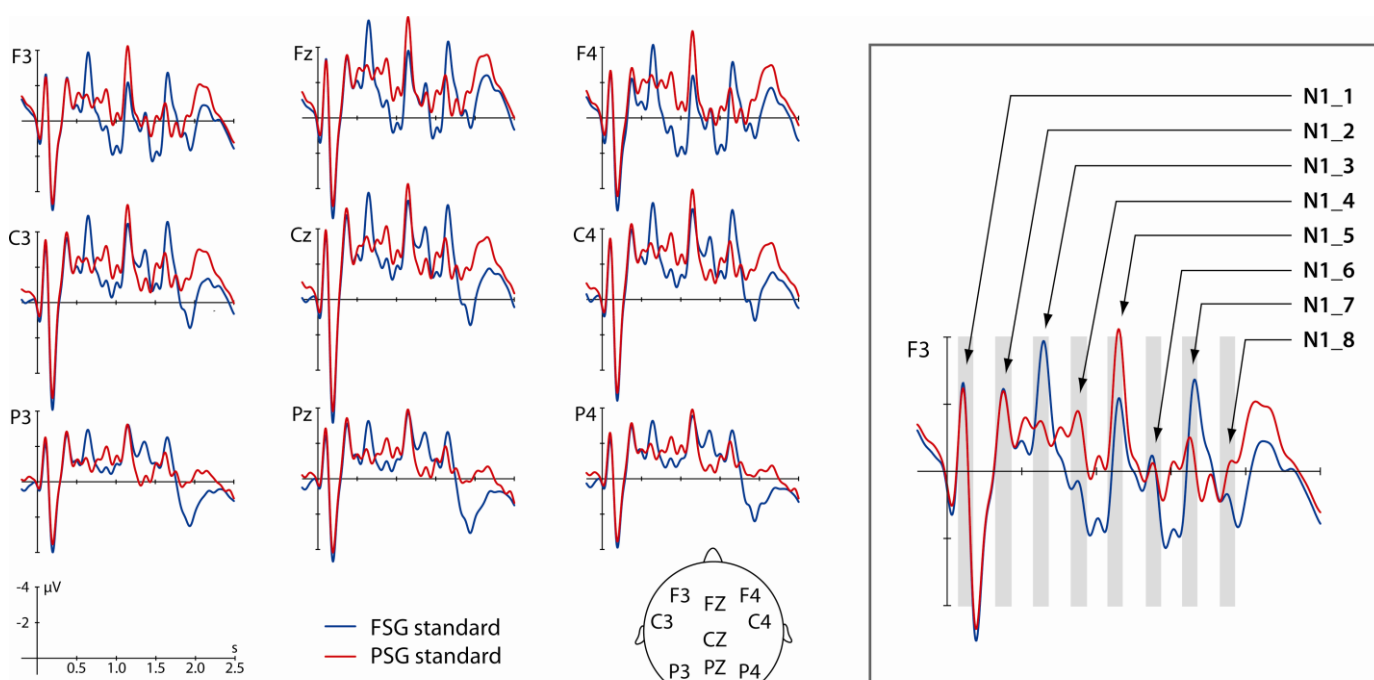 F3
Fz
F4
C3
Cz
C4
P3
Pz
P4
-4 µV
-2
s
0.5 1.0 1.5 2.0 2.5
FSG standard
PSG standard
F3 FZ F4
C3 CZ C4
P3 PZ P4
N1_1
N1_2
N1_3
N1_4
N1_5
N1_6
N1_7
N1_8
F3